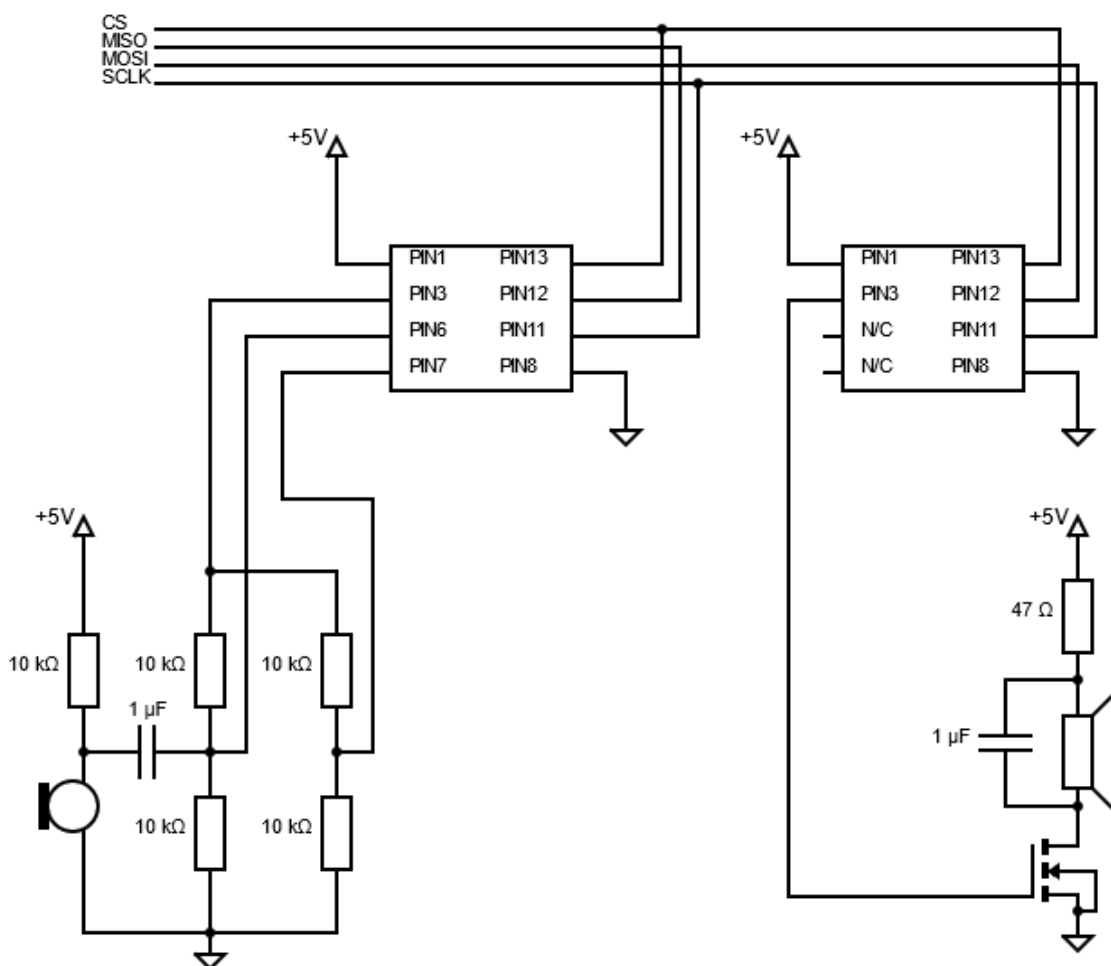 CS
MISO
MOSI
SCLK
+5V
+5V
PIN1 PIN13
PIN3 PIN12
PIN6 PIN11
PIN7 PIN8
PIN1 PIN13
PIN3 PIN12
N/C PIN11
N/C PIN8
+5V
10 kΩ
10 kΩ
10 kΩ
1 µF
10 kΩ
10 kΩ
+5V
47 Ω
1 µF